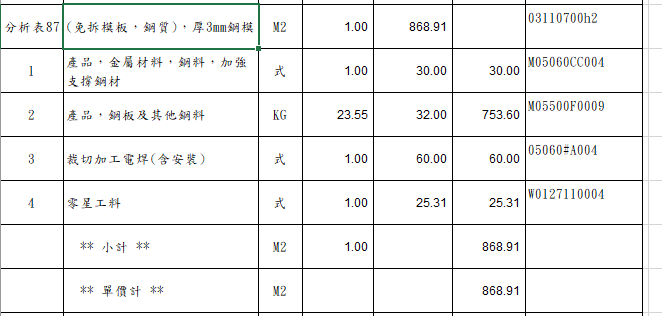 分析表87 (免拆模板，鋼質)，厚3mm鋼模 M2 1.00 868.91 03110700h2
1 產品，金屬材料，鋼料，加強 式 1.00 30.00 30.00 M05060CC004
支撐鋼材
2 產品，鋼板及其他鋼料 KG 23.55 32.00 753.60 M05500F0009
3 裁切加工電焊(含安裝) 式 1.00 60.00 60.00 05060#A004
4 零星工料 式 1.00 25.31 25.31 W0127110004
** 小計 ** M2 1.00 868.91
** 單價計 ** M2 868.91